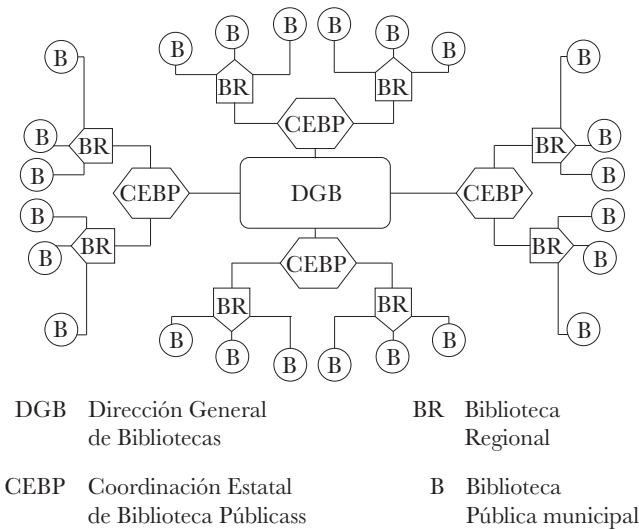 B B B B B B
B BR BR B
CEBP
B BR BR B
B B
CEBP DGB CEBP
B B
B BR CEBP BR B
BR BR
B B B B B B B B
DGB Dirección General
de Bibliotecas
BR Biblioteca
Regional
CEBP Coordinación Estatal
de Biblioteca Públicass
B Biblioteca
Pública municipal